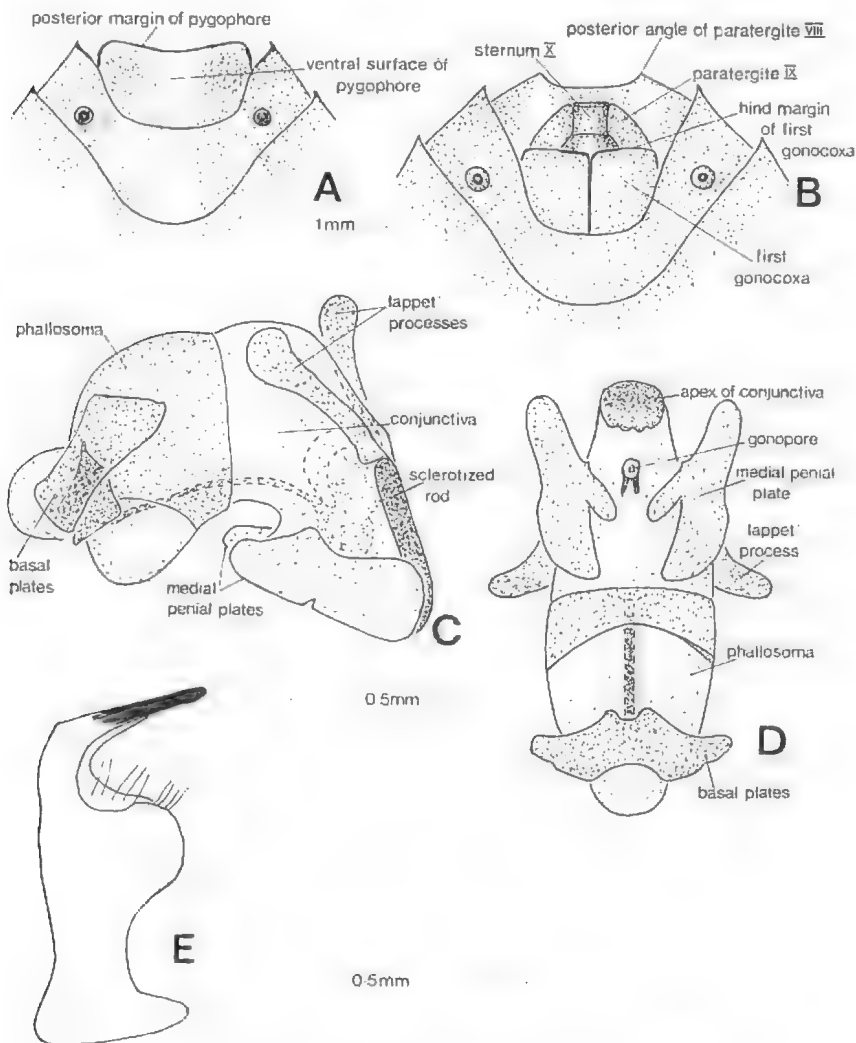 posterior margin of pygophore
ventral surface of
pygophore
A
1mm
sternum X
posterior angle of paratergite VIII
paratergite IX
hind margin
of first
gonocoxa
B
first
gonocoxa
phallosoma
lappet
processes
conjunctiva
sclerotized
rod
basal
plates
medial
penial plates
C
apex of conjunctiva
gonopore
medial penial
plate
lappet
process
phallosoma
D
basal plates
0·5mm
E
0·5mm